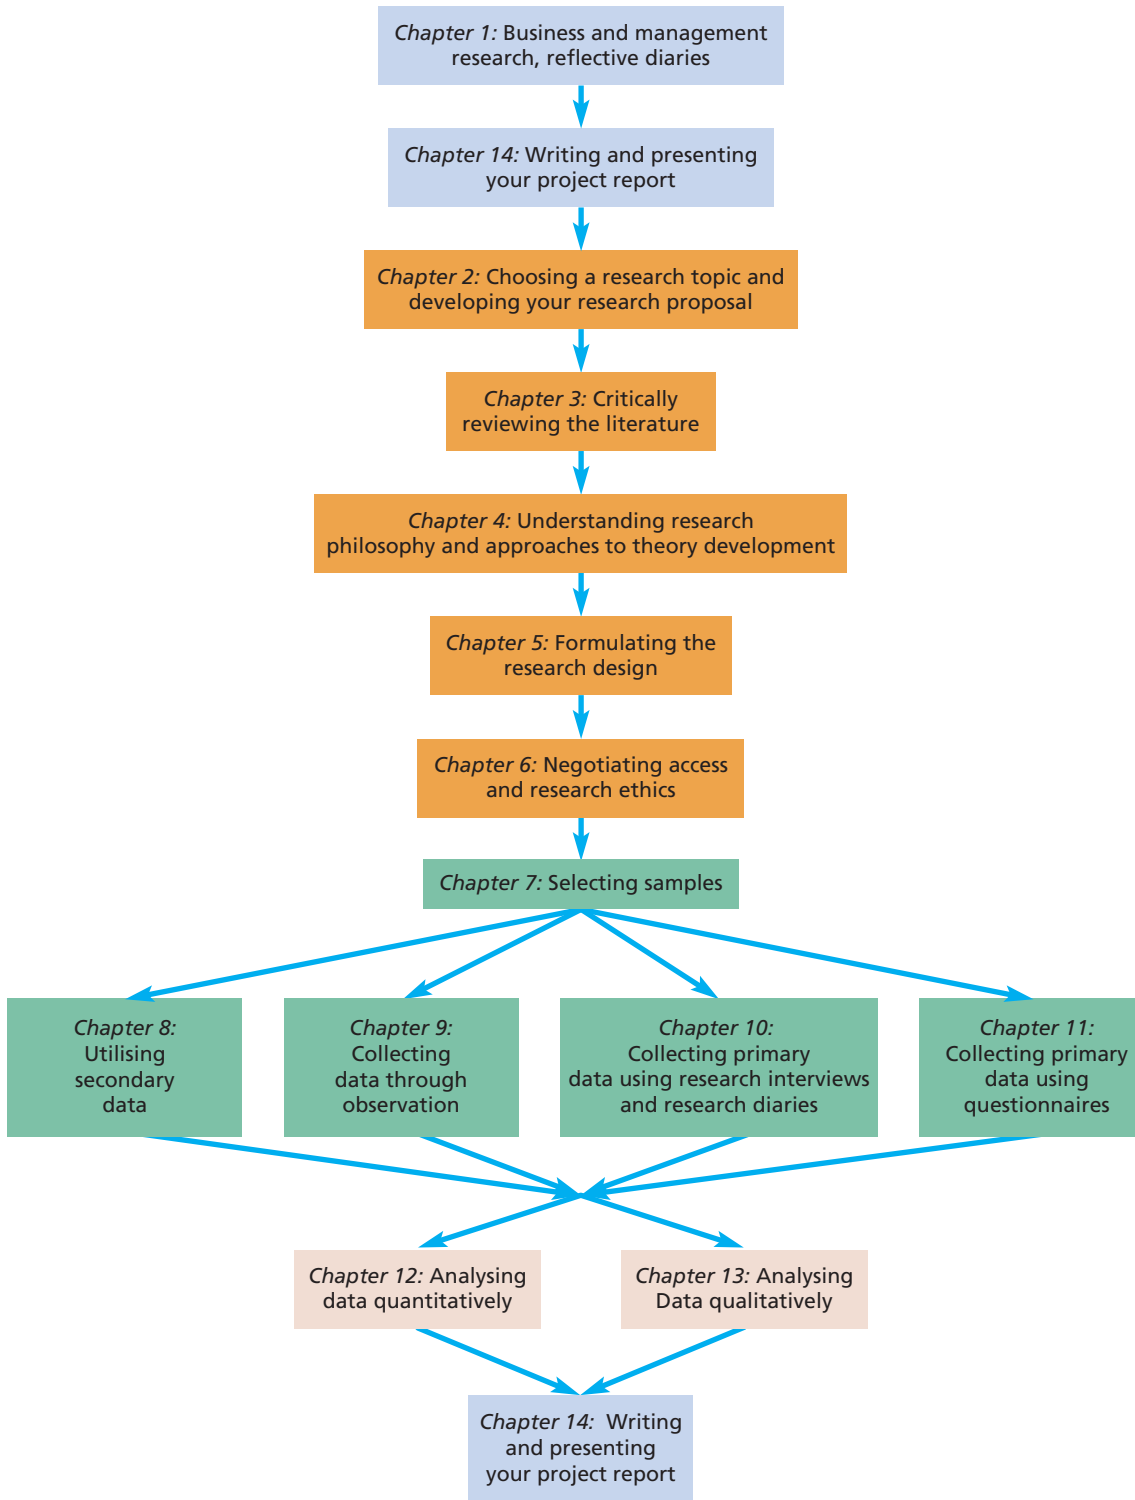 Chapter 1: Business and management
research, reflective diaries
Chapter 14: Writing and presenting
your project report
Chapter 2: Choosing a research topic and
developing your research proposal
Chapter 3: Critically
reviewing the literature
Chapter 4: Understanding research
philosophy and approaches to theory development
Chapter 5: Formulating the
research design
Chapter 6: Negotiating access
and research ethics
Chapter 7: Selecting samples
Chapter 8:
Utilising
secondary
data
Chapter 9:
Collecting
data through
observation
Chapter 10:
Collecting primary
data using research interviews
and research diaries
Chapter 11:
Collecting primary
data using
questionnaires
Chapter 12: Analysing
data quantitatively
Chapter 13: Analysing
Data qualitatively
Chapter 14: Writing
and presenting
your project report